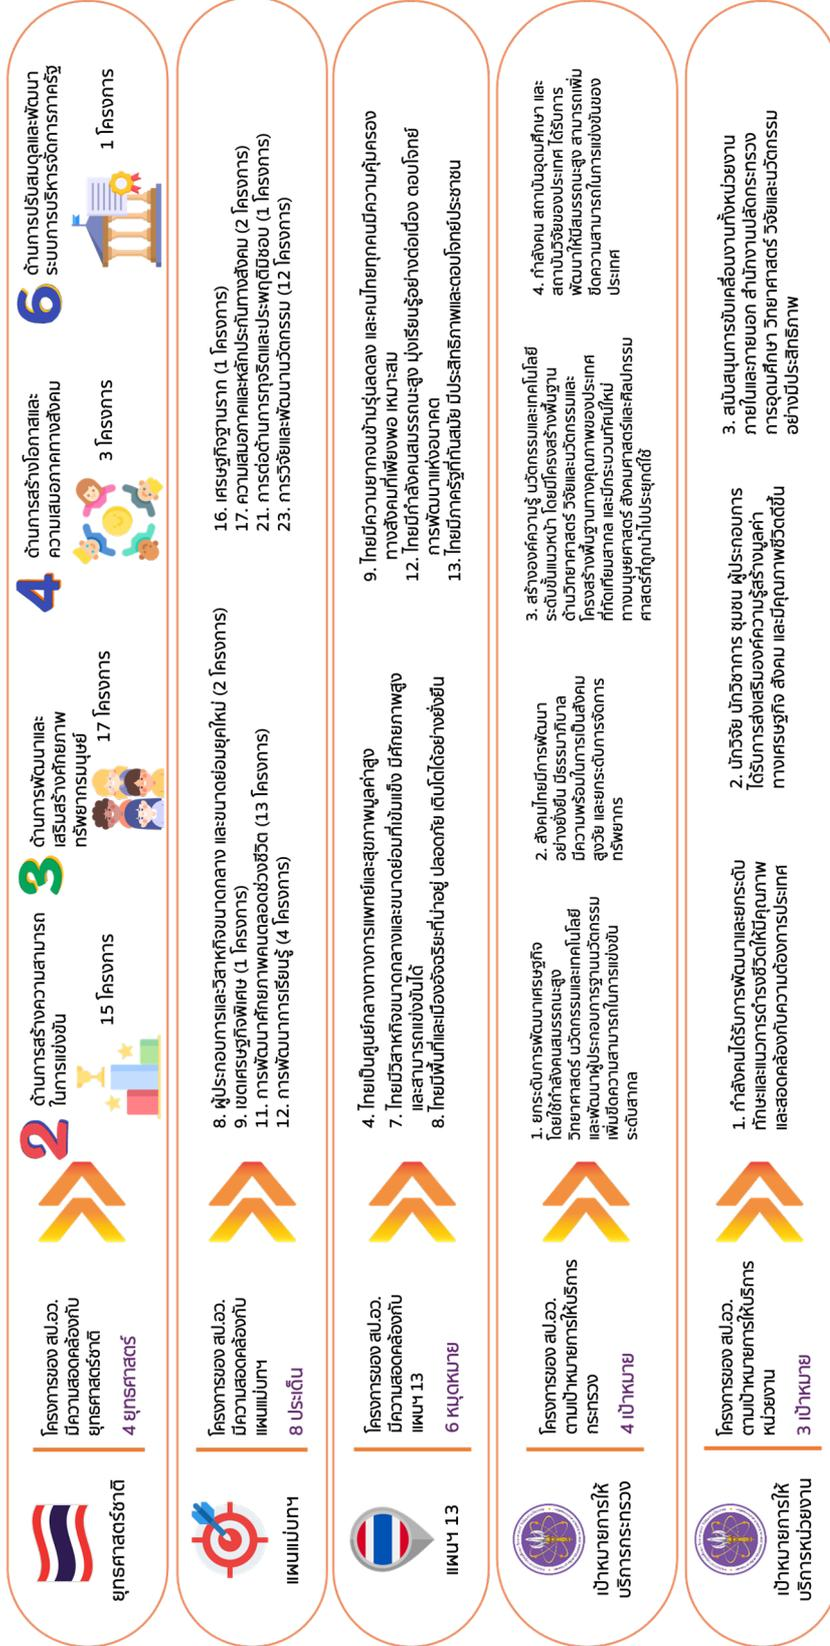 ยุทธศาสตร์ชาติ
โครงการของ สป.อว.
มีความสอดคล้องกับ
ยุทธศาสตร์ชาติ
4 ยุทธศาสตร์
2
ด้านการสร้างความสามารถ
ในการแข่งขัน
15 โครงการ
3
ด้านการพัฒนาและ
เสริมสร้างศักยภาพ
ทรัพยากรมนุษย์
17 โครงการ
4
ด้านการสร้างโอกาสและ
ความเสมอภาคทางสังคม
3 โครงการ
6
ด้านการปรับสมดุลและพัฒนา
ระบบการบริหารจัดการภาครัฐ
1 โครงการ
แผนแม่บทฯ
โครงการของ สป.อว.
มีความสอดคล้องกับ
แผนแม่บทฯ
8 ประเด็น
8. ผู้ประกอบการและวิสาหกิจขนาดกลาง และขนาดย่อมยุคใหม่ (2 โครงการ)
9. เขตเศรษฐกิจพิเศษ (1 โครงการ)
11. การพัฒนาศักยภาพคนตลอดช่วงชีวิต (13 โครงการ)
12. การพัฒนาการเรียนรู้ (4 โครงการ)
16. เศรษฐกิจฐานราก (1 โครงการ)
17. ความเสมอภาคและหลักประกันทางสังคม (2 โครงการ)
21. การต่อต้านการทุจริตและประพฤติมิชอบ (1 โครงการ)
23. การวิจัยและพัฒนานวัตกรรม (12 โครงการ)
แผนฯ 13
โครงการของ สป.อว.
มีความสอดคล้องกับ
แผนฯ 13
6 หมุดหมาย
4. ไทยเป็นศูนย์กลางทางการแพทย์และสุขภาพมูลค่าสูง
7. ไทยมีวิสาหกิจขนาดกลางและขนาดย่อมที่เข้มแข็ง มีศักยภาพสูง
และสามารถแข่งขันได้
8. ไทยมีพื้นที่และเมืองอัจฉริยะที่น่าอยู่ ปลอดภัย เติบโตได้อย่างยั่งยืน
9. ไทยมีความยากจนข้ามรุ่นลดลง และคนไทยทุกคนมีความคุ้มครอง
ทางสังคมที่เพียงพอ เหมาะสม
12. ไทยมีกำลังคนสมรรถนะสูง มุ่งเรียนรู้อย่างต่อเนื่อง ตอบโจทย์
การพัฒนาแห่งอนาคต
13. ไทยมีภาครัฐที่ทันสมัย มีประสิทธิภาพและตอบโจทย์ประชาชน
เป้าหมายการให้
บริการกระทรวง
โครงการของ สป.อว.
ตามเป้าหมายการให้บริการ
กระทรวง
4 เป้าหมาย
1. ยกระดับการพัฒนาเศรษฐกิจ
โดยใช้กำลังคนสมรรถนะสูง
วิทยาศาสตร์ นวัตกรรมและเทคโนโลยี
และพัฒนาผู้ประกอบการฐานนวัตกรรม
เพิ่มขีดความสามารถในการแข่งขัน
ระดับสากล
2. สังคมไทยมีการพัฒนา
อย่างยั่งยืน มีธรรมาภิบาล
มีความพร้อมในการเป็นสังคม
สูงวัย และยกระดับการจัดการ
ทรัพยากร
3. สร้างองค์ความรู้ นวัตกรรมและเทคโนโลยี
ระดับขั้นแนวหน้า โดยมีโครงสร้างพื้นฐาน
ด้านวิทยาศาสตร์ วิจัยและนวัตกรรมและ
โครงสร้างพื้นฐานทางคุณภาพของประเทศ
ที่ทัดเทียมสากล และมีกระบวนทัศน์ใหม่
ทางมนุษยศาสตร์ สังคมศาสตร์และศิลปกรรม
ศาสตร์ที่ถูกนำไปประยุกต์ใช้
4. กำลังคน สถาบันอุดมศึกษา และ
สถาบันวิจัยของประเทศ ได้รับการ
พัฒนาให้มีสมรรถนะสูง สามารถเพิ่ม
ขีดความสามารถในการแข่งขันของ
ประเทศ
เป้าหมายการให้
บริการหน่วยงาน
โครงการของ สป.อว.
ตามเป้าหมายการให้บริการ
หน่วยงาน
3 เป้าหมาย
1. กำลังคนได้รับการพัฒนาและยกระดับ
ทักษะและแนวการดำรงชีวิตให้มีคุณภาพ
และสอดคล้องกับความต้องการประเทศ
2. นักวิจัย นักวิชาการ ชุมชน ผู้ประกอบการ
ได้รับการส่งเสริมองค์ความรู้สร้างมูลค่า
ทางเศรษฐกิจ สังคม และมีคุณภาพชีวิตดีขึ้น
3. สนับสนุนการขับเคลื่อนงานทั้งหน่วยงาน
ภายในและภายนอก สำนักงานปลัดกระทรวง
การอุดมศึกษา วิทยาศาสตร์ วิจัยและนวัตกรรม
อย่างมีประสิทธิภาพ